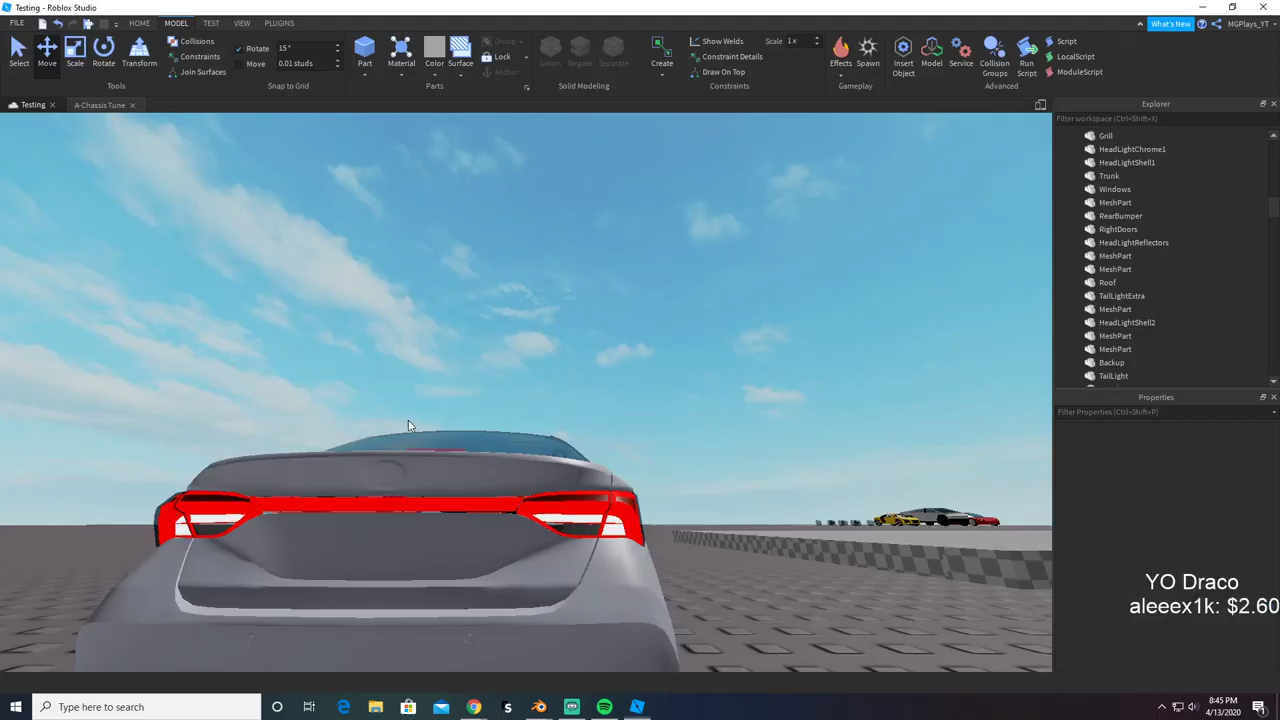 Testing - Roblox Studio
FILE HOME MODEL TEST VIEW PLUGINS What's New MGPlays_YT
Select Move Scale Rotate Transform
Collisions
Constraints
Join Surfaces
Tools
Rotate 15°
Move 0.01 studs
Snap to Grid
Part Material Color Surface
Group
Lock
Anchor
Parts
Union Negate Separate
Solid Modeling
Create
Show Welds Scale 1 x
Constraint Details
Draw On Top
Constraints
Effects Spawn
Gameplay
Insert Object
Model
Service
Collision Groups
Run Script
Script
LocalScript
ModuleScript
Advanced
Testing A-Chassis Tune
Explorer
Filter workspace (Ctrl+Shift+X)
Grill
HeadLightChrome1
HeadLightShell1
Trunk
Windows
MeshPart
RearBumper
RightDoors
HeadLightReflectors
MeshPart
MeshPart
Roof
TailLightExtra
MeshPart
HeadLightShell2
MeshPart
MeshPart
Backup
TailLight
Properties
Filter Properties (Ctrl+Shift+P)
YO Draco
aleeex1k: $2.60
Type here to search
8:45 PM
4/13/2020